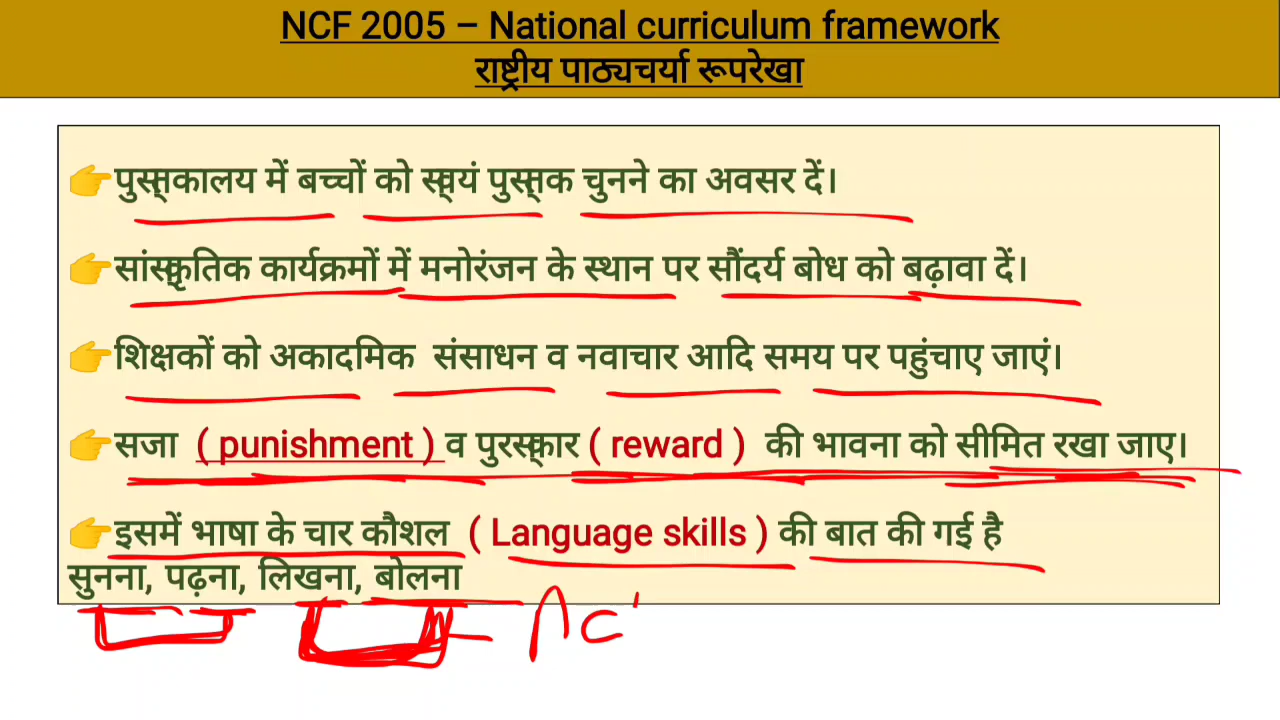 NCF 2005 – National curriculum framework
राष्ट्रीय पाठ्यचर्या रूपरेखा
👉पुस्तकालय में बच्चों को स्वयं पुस्तक चुनने का अवसर दें।
👉सांस्कृतिक कार्यक्रमों में मनोरंजन के स्थान पर सौंदर्य बोध को बढ़ावा दें।
👉शिक्षकों को अकादमिक संसाधन व नवाचार आदि समय पर पहुंचाए जाएं।
👉सजा ( punishment ) व पुरस्कार ( reward ) की भावना को सीमित रखा जाए।
👉इसमें भाषा के चार कौशल ( Language skills ) की बात की गई है
सुनना, पढ़ना, लिखना, बोलना